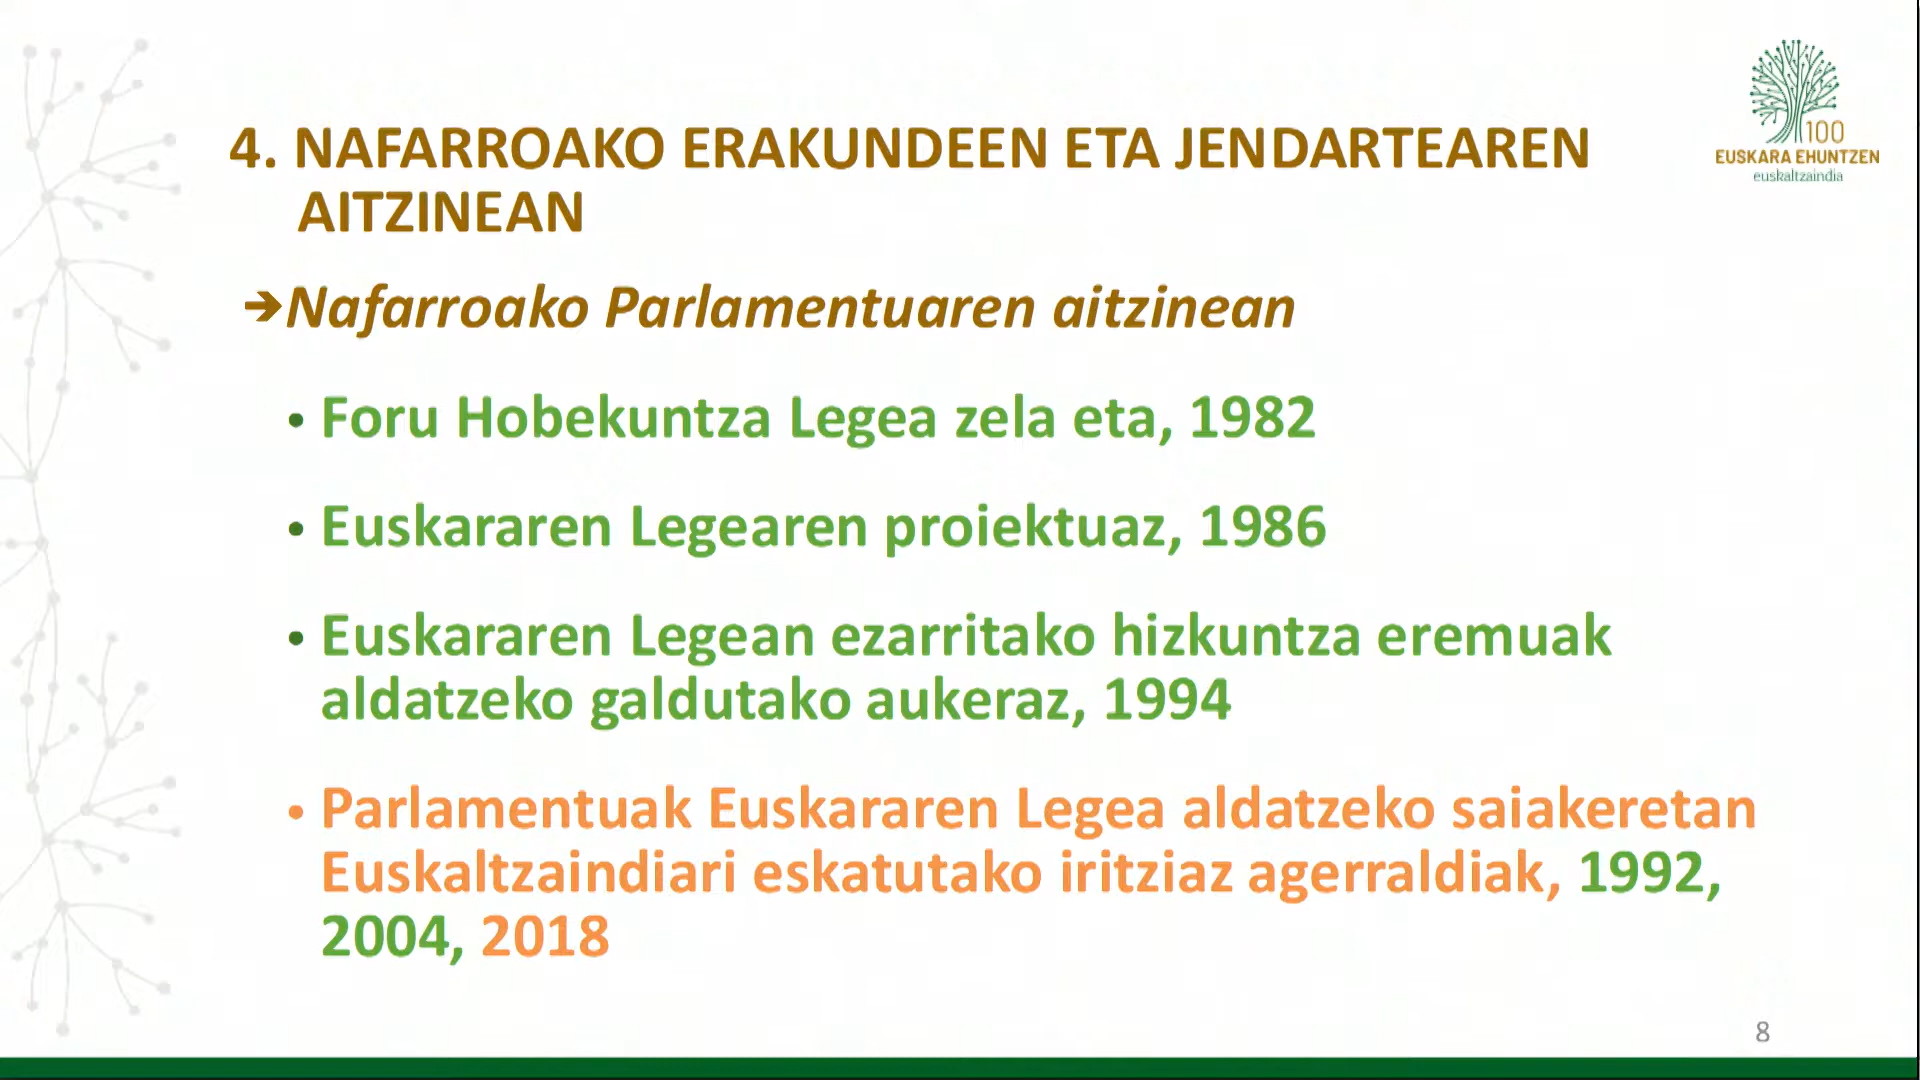 100
EUSKARA EHUNTZEN
euskaltzaindia
4. NAFARROAKO ERAKUNDEEN ETA JENDARTEAREN
AITZINEAN
➔Nafarroako Parlamentuaren aitzinean
• Foru Hobekuntza Legea zela eta, 1982
• Euskararen Legearen proiektuaz, 1986
• Euskararen Legean ezarritako hizkuntza eremuak
aldatzeko galdutako aukeraz, 1994
• Parlamentuak Euskararen Legea aldatzeko saiakeretan
Euskaltzaindiari eskatutako iritziaz agerraldiak, 1992,
2004, 2018
8